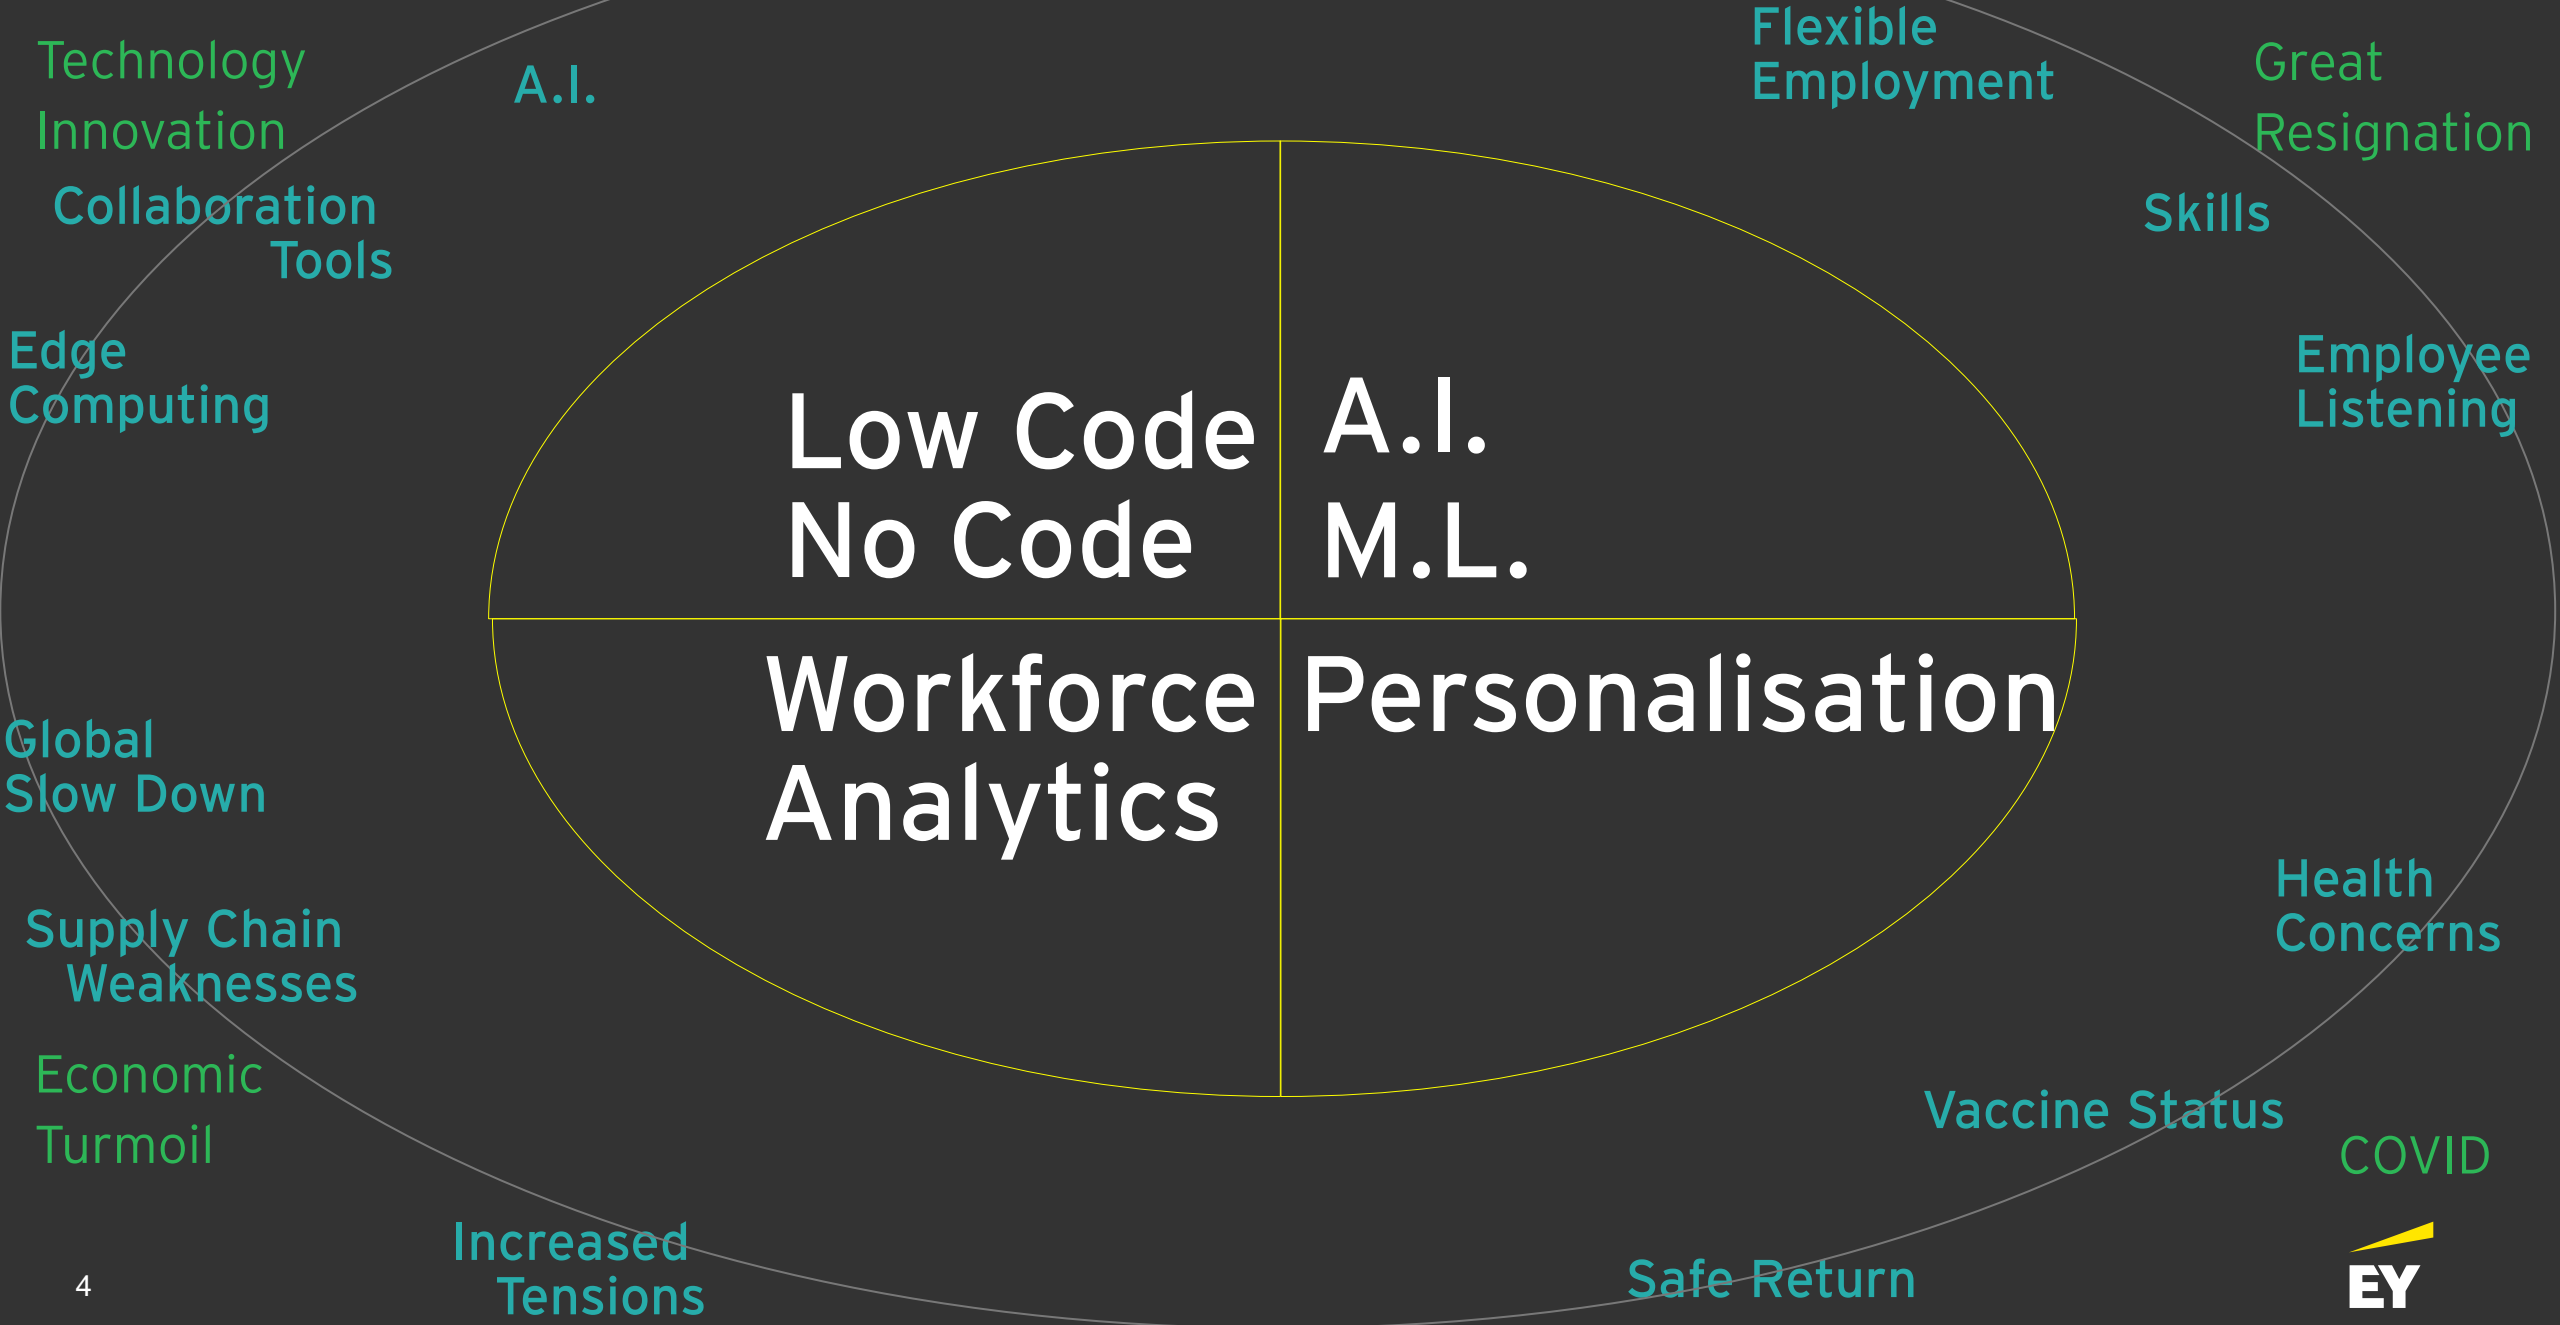 Technology
Innovation
A.I.
Collaboration
Tools
Edge
Computing
Flexible
Employment
Great
Resignation
Skills
Employee
Listening
Low Code
No Code
A.I.
M.L.
Workforce
Analytics
Personalisation
Global
Slow Down
Supply Chain
Weaknesses
Economic
Turmoil
Increased
Tensions
Health
Concerns
Vaccine Status
COVID
Safe Return
4
EY